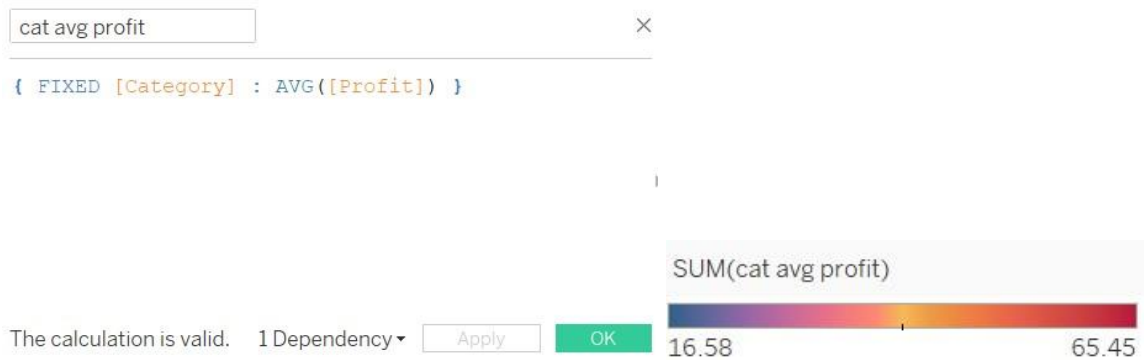 cat avg profit
{ FIXED [Category] : AVG([Profit]) }
SUM(cat avg profit)
The calculation is valid. 1 Dependency Apply OK
16.58 65.45